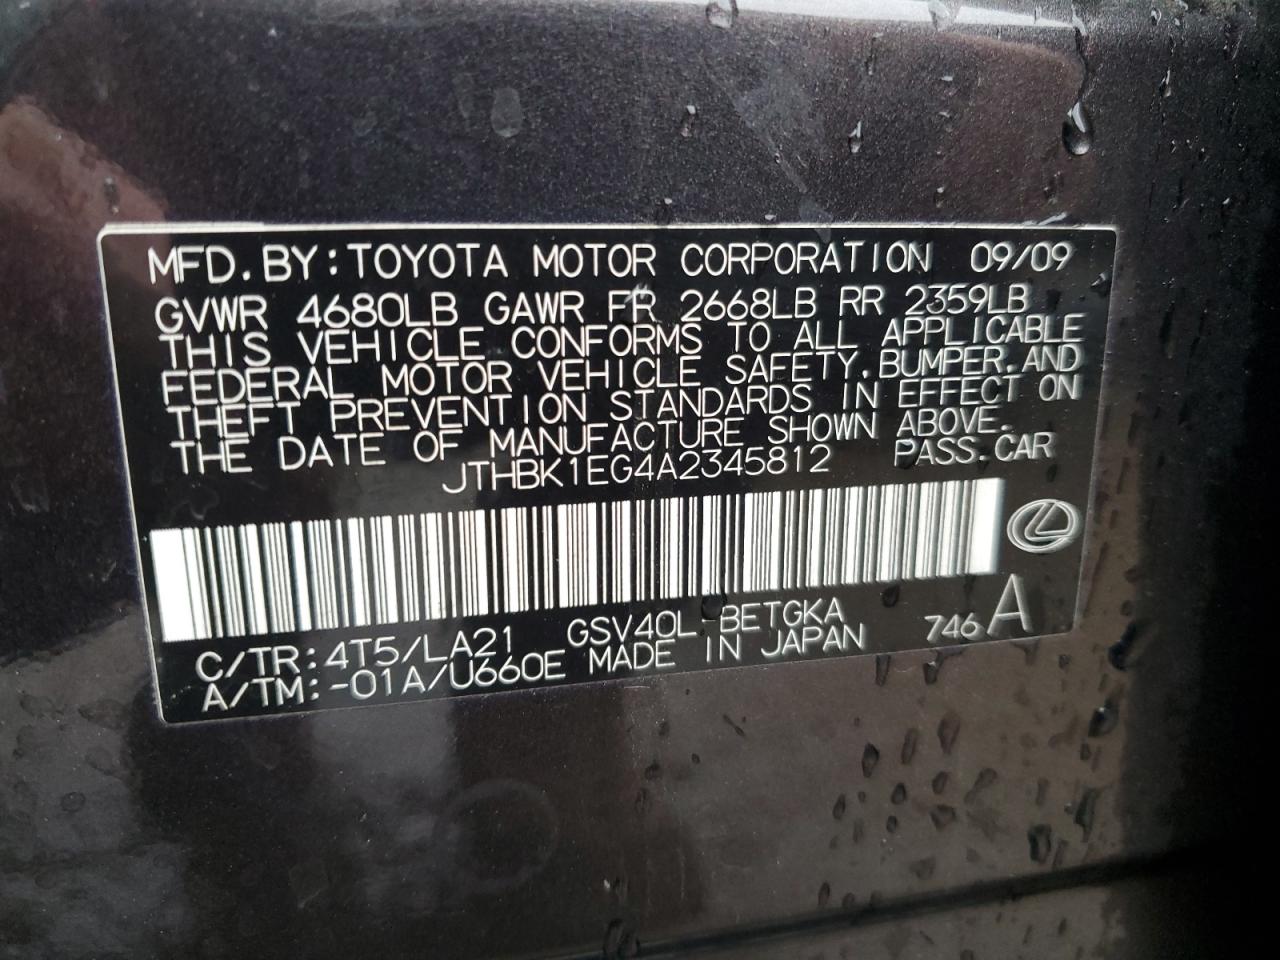 MFD. BY: TOYOTA MOTOR CORPORATION 09/09
GVWR 4680LB GAWR FR 2668LB RR 2359LB
THIS VEHICLE CONFORMS TO ALL APPLICABLE
FEDERAL MOTOR VEHICLE SAFETY, BUMPER, AND
THEFT PREVENTION STANDARDS IN EFFECT ON
THE DATE OF MANUFACTURE SHOWN ABOVE.
JTHBK1EG4A2345812 PASS. CAR
C/TR: 4T5/LA21 GSV40L-BETGKA 746 A
A/TM: -01A/U660E MADE IN JAPAN